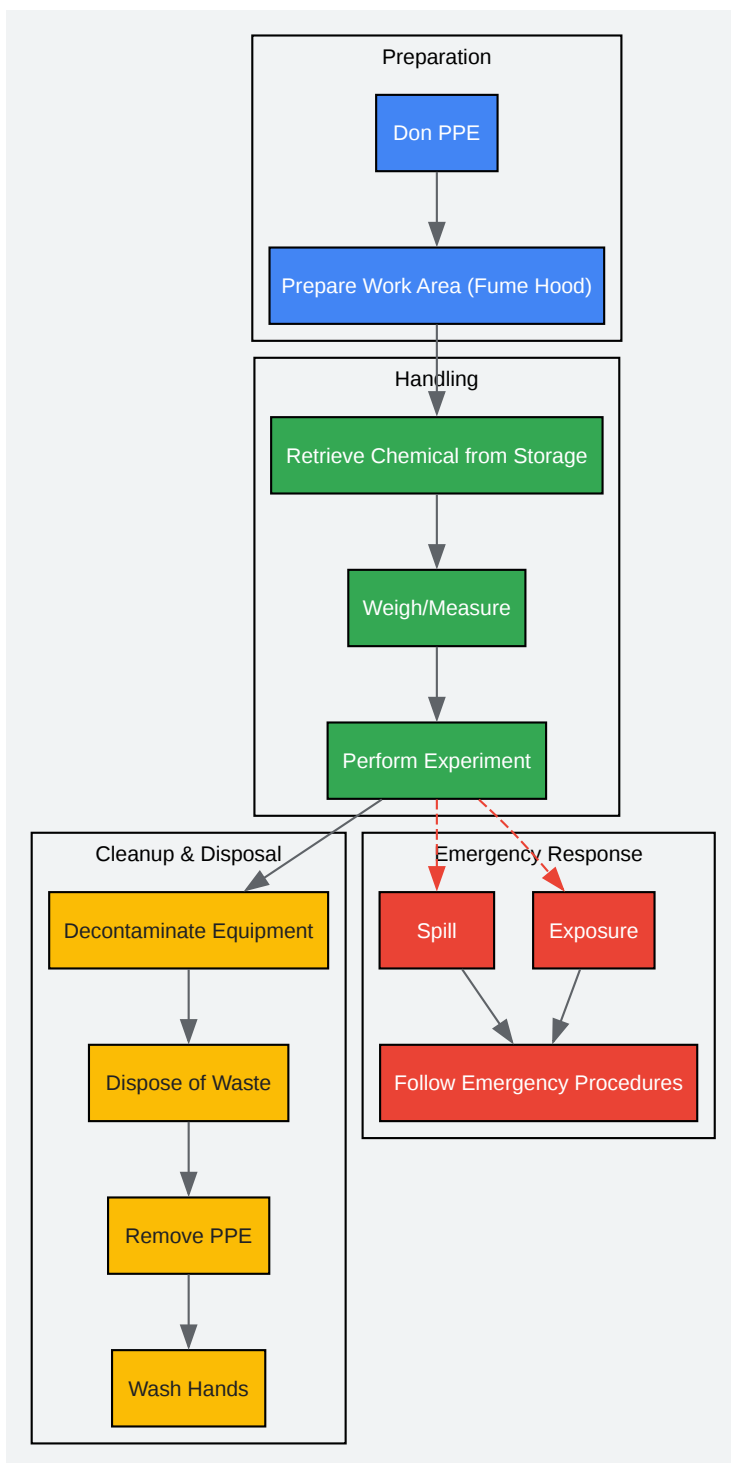 Preparation
Don PPE
Prepare Work Area (Fume Hood)
Handling
Retrieve Chemical from Storage
Weigh/Measure
Perform Experiment
Cleanup & Disposal
Decontaminate Equipment
Dispose of Waste
Remove PPE
Wash Hands
Emergency Response
Spill
Exposure
Follow Emergency Procedures